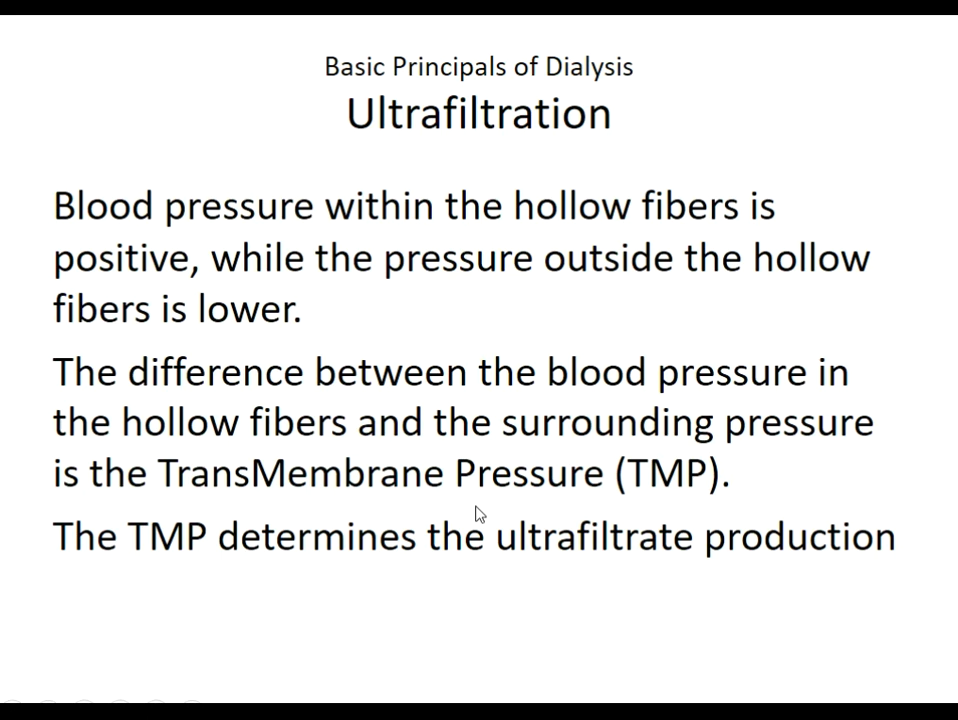 Basic Principals of Dialysis
Ultrafiltration
Blood pressure within the hollow fibers is
positive, while the pressure outside the hollow
fibers is lower.
The difference between the blood pressure in
the hollow fibers and the surrounding pressure
is the TransMembrane Pressure (TMP).
The TMP determines the ultrafiltrate production